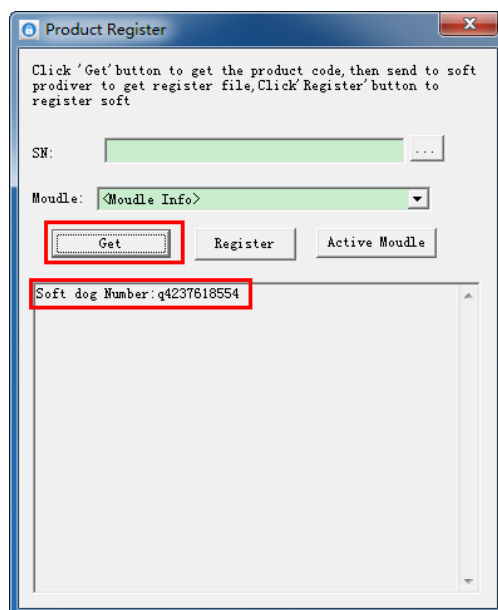 Product Register
Click 'Get'button to get the product code,then send to soft
prodiver to get register file,Click'Register'button to
register soft
SN:
...
Moudle: <Moudle Info>
Get Register Active Moudle
Soft dog Number:q4237618554